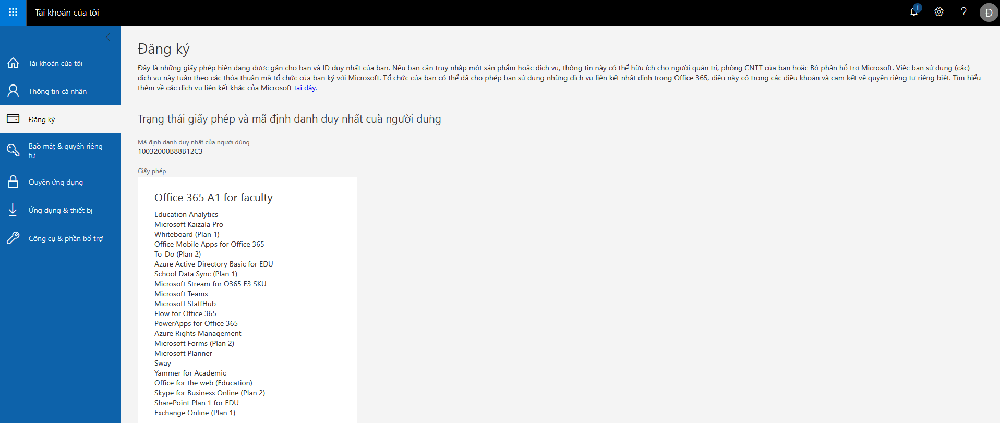 Tài khoản của tôi
1
?
Đ
Tài khoản của tôi
Thông tin cá nhân
Đăng ký
Bảo mật & quyền riêng
tư
Quyền ứng dụng
Ứng dụng & thiết bị
Công cụ & phần bổ trợ
Đăng ký
Đây là những giấy phép hiện đang được gán cho bạn và ID duy nhất của bạn. Nếu bạn cần truy nhập một sản phẩm hoặc dịch vụ, thông tin này có thể hữu ích cho người quản trị, phòng CNTT của bạn hoặc Bộ phận hỗ trợ Microsoft. Việc bạn sử dụng (các)
dịch vụ này tuân theo các thỏa thuận mà tổ chức của bạn ký với Microsoft. Tổ chức của bạn có thể đã cho phép bạn sử dụng những dịch vụ liên kết nhất định trong Office 365, điều này có trong các điều khoản và cam kết về quyền riêng tư riêng biệt. Tìm hiểu
thêm về các dịch vụ liên kết khác của Microsoft tại đây.
Trạng thái giấy phép và mã định danh duy nhất của người dùng
Mã định danh duy nhất của người dùng
10032000B88B12C3
Giấy phép
Office 365 A1 for faculty
Education Analytics
Microsoft Kaizala Pro
Whiteboard (Plan 1)
Office Mobile Apps for Office 365
To-Do (Plan 2)
Azure Active Directory Basic for EDU
School Data Sync (Plan 1)
Microsoft Stream for O365 E3 SKU
Microsoft Teams
Microsoft StaffHub
Flow for Office 365
PowerApps for Office 365
Azure Rights Management
Microsoft Forms (Plan 2)
Microsoft Planner
Sway
Yammer for Academic
Office for the web (Education)
Skype for Business Online (Plan 2)
SharePoint Plan 1 for EDU
Exchange Online (Plan 1)